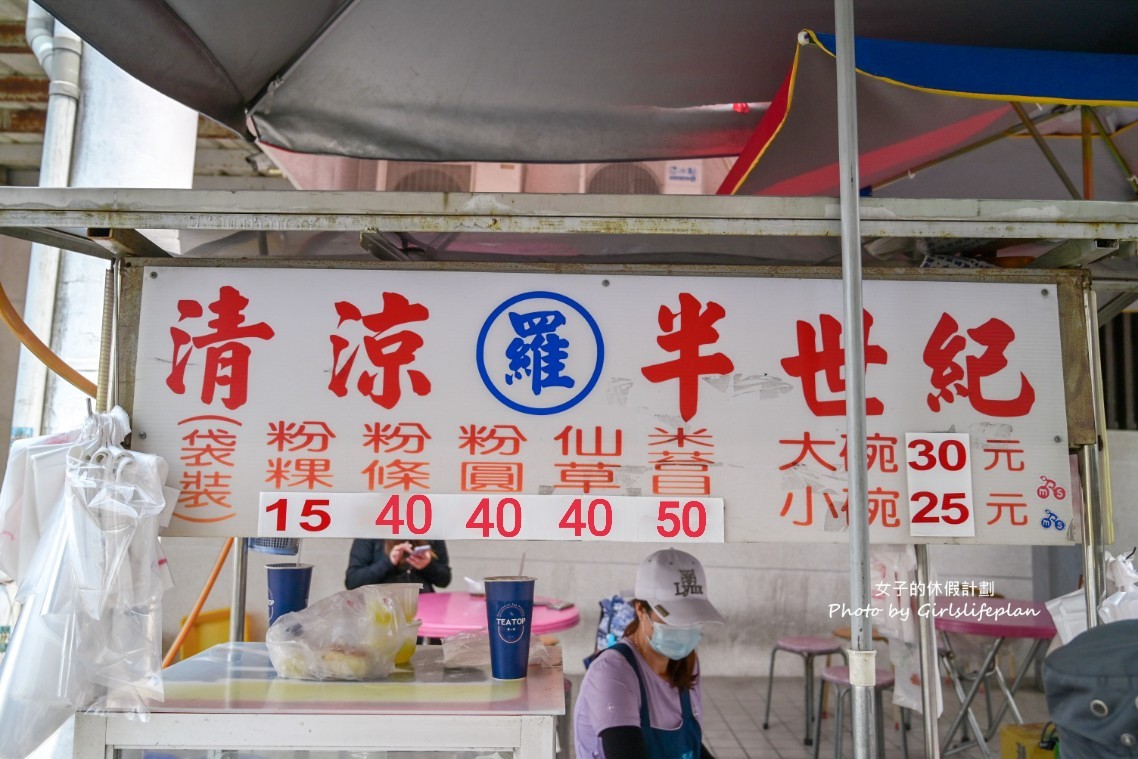 清涼 羅 半世紀
(袋裝) 粉粿 粉條 粉圓 仙草 米苔目
15 40 40 40 50
大碗 30 元
小碗 25 元
TEATOP
女子的休假計劃
Photo by Girlslifeplan